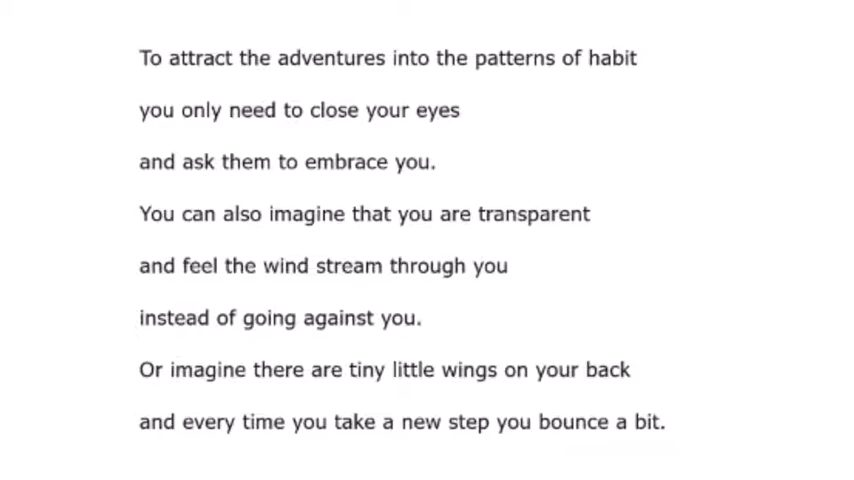 To attract the adventures into the patterns of habit
you only need to close your eyes
and ask them to embrace you.
You can also imagine that you are transparent
and feel the wind stream through you
instead of going against you.
Or imagine there are tiny little wings on your back
and every time you take a new step you bounce a bit.